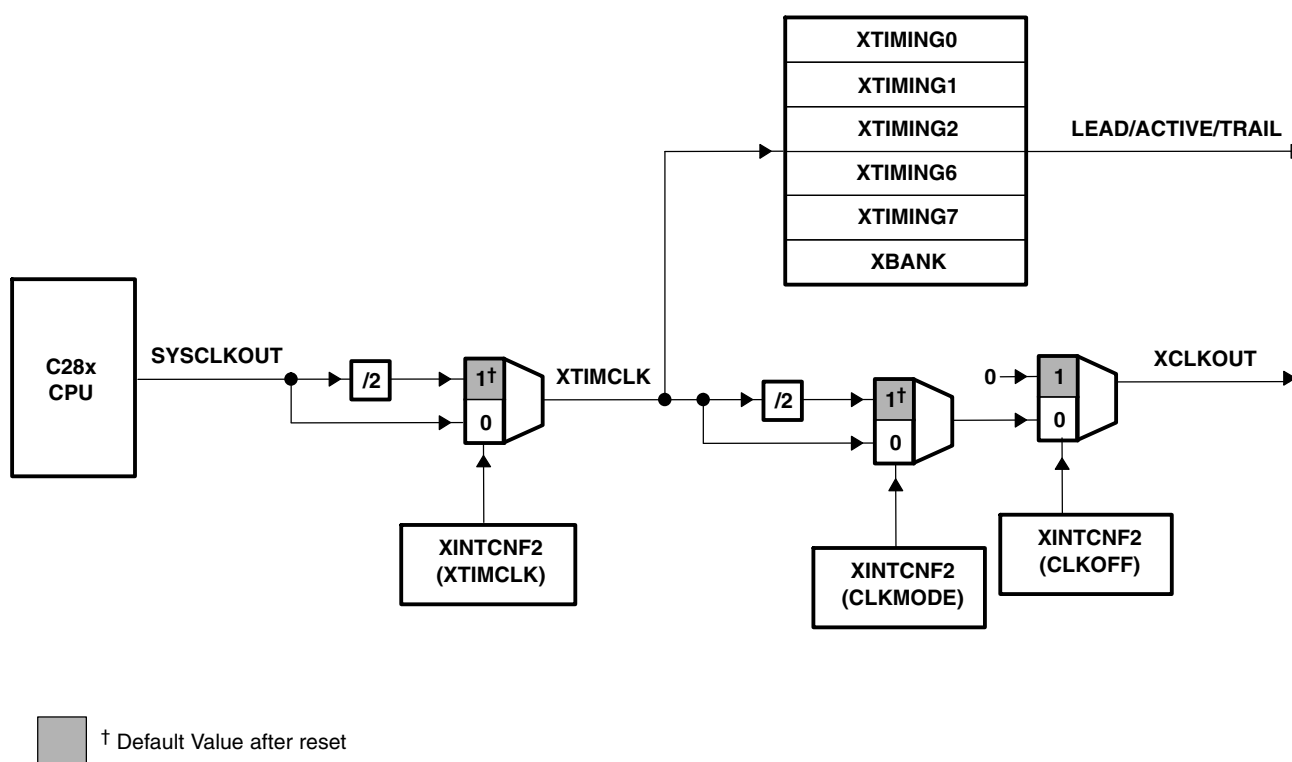 XTIMING0
XTIMING1
XTIMING2
XTIMING6
XTIMING7
XBANK
LEAD/ACTIVE/TRAIL
C28x
CPU
SYSCLKOUT
/2
1†
0
XTIMCLK
/2
1†
0
0
1
0
XCLKOUT
XINTCNF2
(XTIMCLK)
XINTCNF2
(CLKMODE)
XINTCNF2
(CLKOFF)
† Default Value after reset